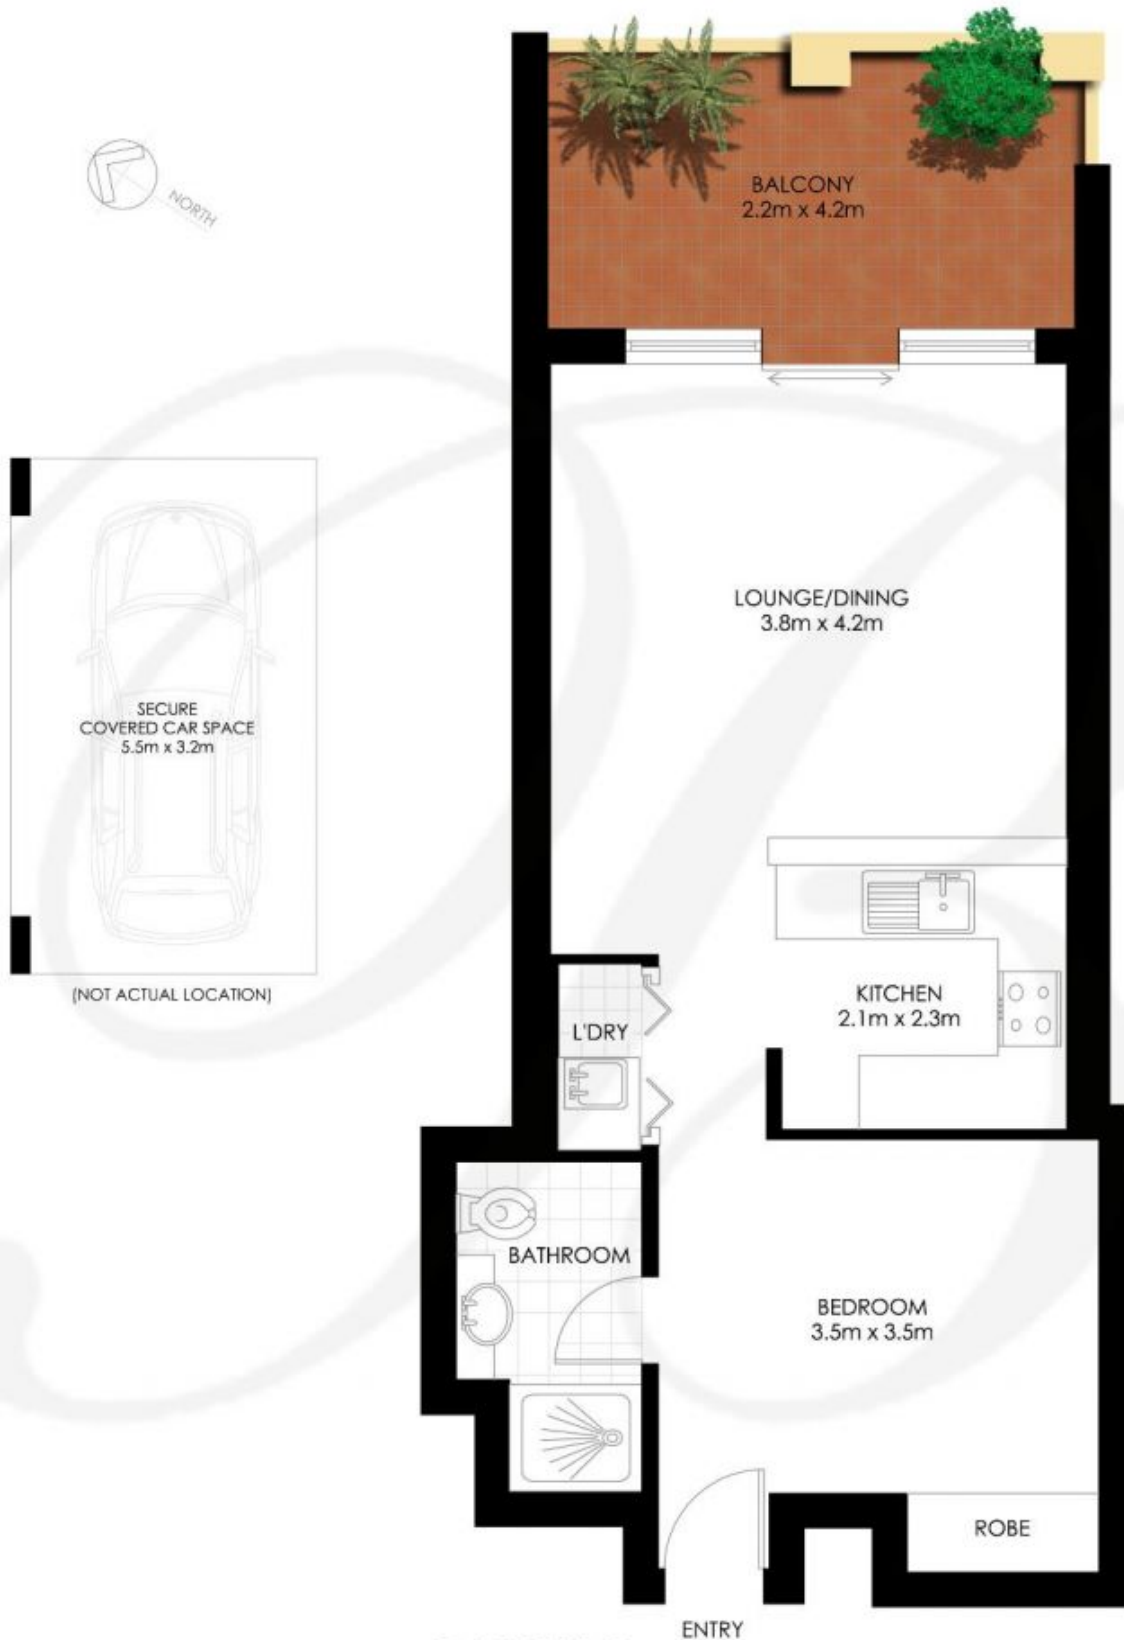 NORTH
BALCONY
2.2m x 4.2m
LOUNGE/DINING
3.8m x 4.2m
SECURE
COVERED CAR SPACE
5.5m x 3.2m
(NOT ACTUAL LOCATION)
KITCHEN
2.1m x 2.3m
L'DRY
BATHROOM
BEDROOM
3.5m x 3.5m
ROBE
ENTRY